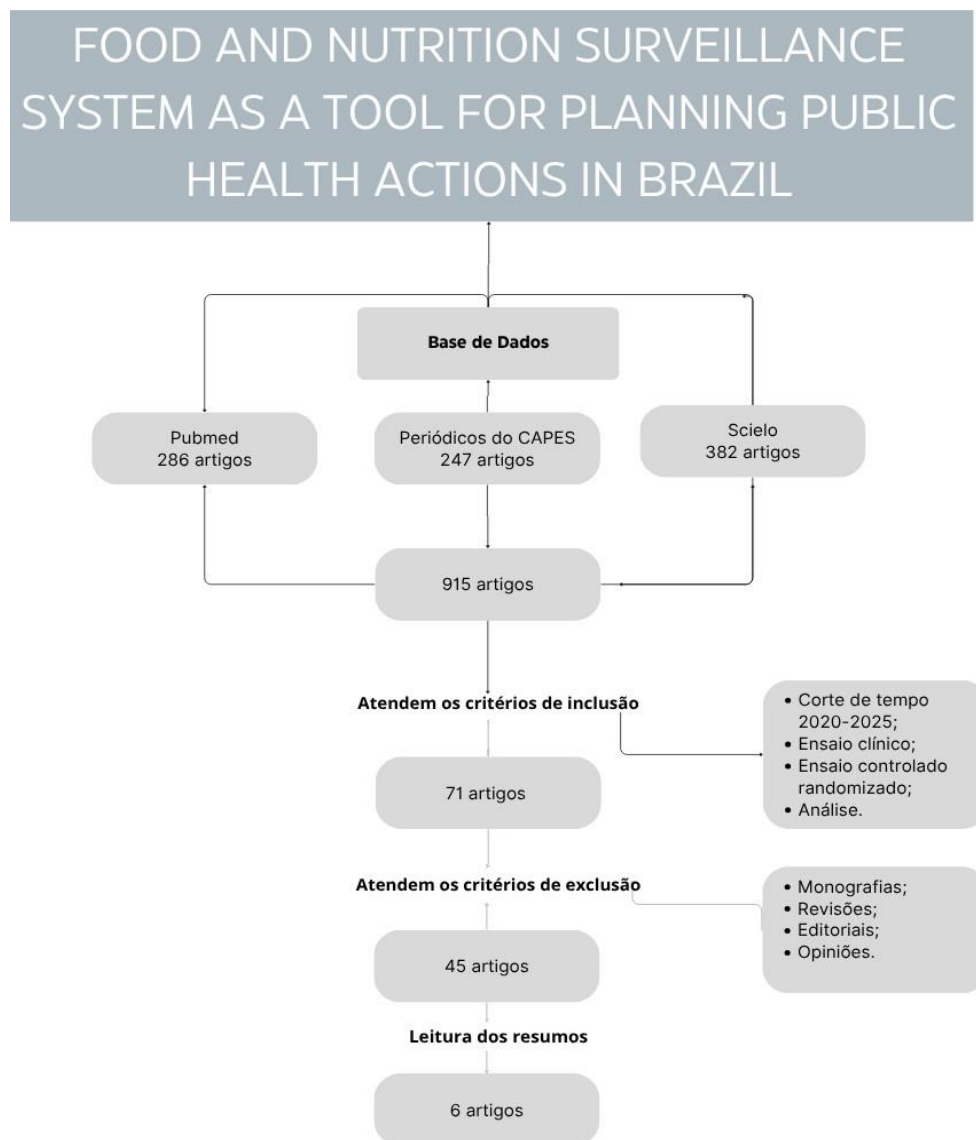 FOOD AND NUTRITION SURVEILLANCE
SYSTEM AS A TOOL FOR PLANNING PUBLIC
HEALTH ACTIONS IN BRAZIL
Base de Dados
Pubmed
286 artigos
Periódicos do CAPES
247 artigos
Scielo
382 artigos
915 artigos
Atendem os critérios de inclusão
• Corte de tempo
2020-2025;
• Ensaio clínico;
• Ensaio controlado
randomizado;
• Análise.
71 artigos
Atendem os critérios de exclusão
• Monografias;
• Revisões;
• Editoriais;
• Opiniões.
45 artigos
Leitura dos resumos
6 artigos